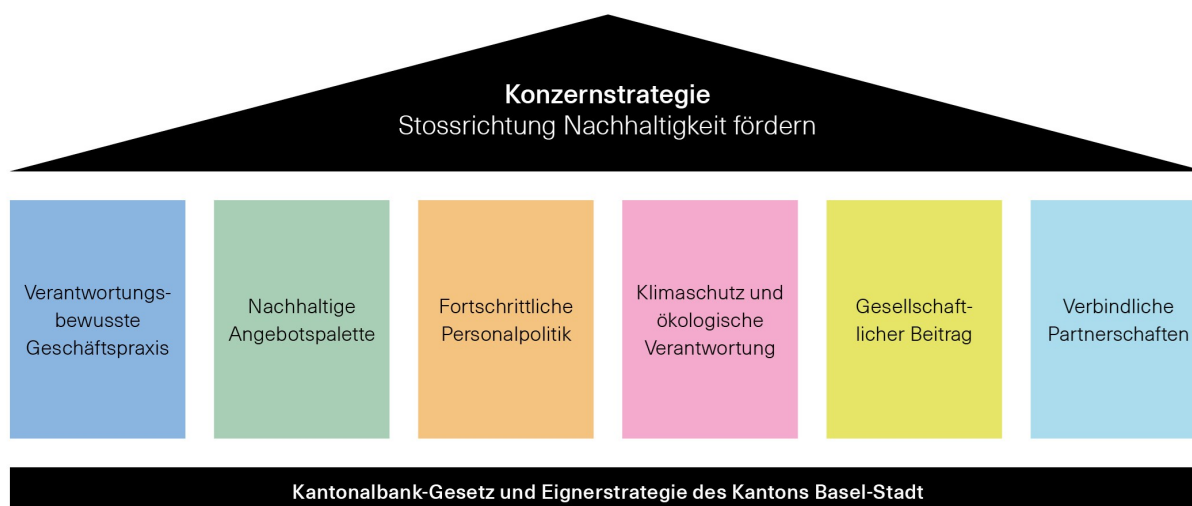 Konzernstrategie
Stossrichtung Nachhaltigkeit fördern
Verantwortungs-
bewusste
Geschäftspraxis
Nachhaltige
Angebotspalette
Fortschrittliche
Personalpolitik
Klimaschutz und
ökologische
Verantwortung
Gesellschaft-
licher Beitrag
Verbindliche
Partnerschaften
Kantonalbank-Gesetz und Eignerstrategie des Kantons Basel-Stadt